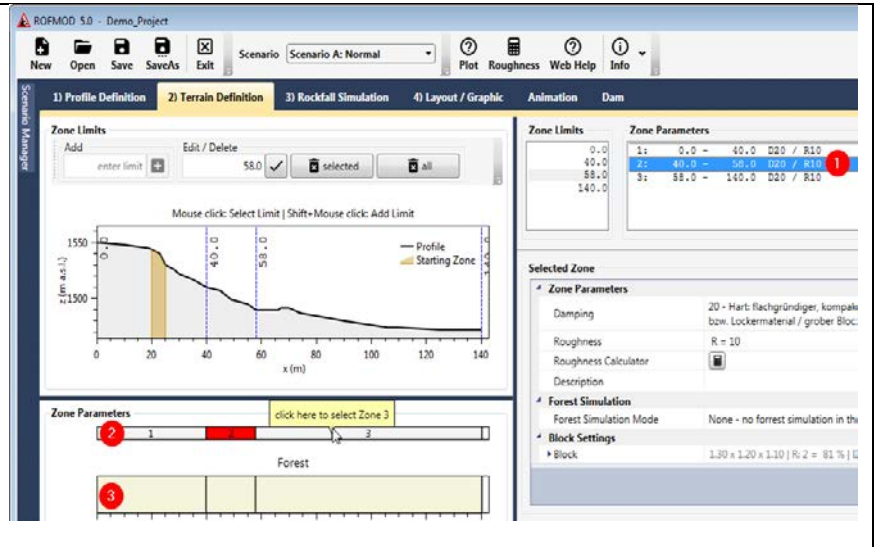 ROFMOD 5.0 - Demo_Project
New Open Save SaveAs Exit Scenario Scenario A: Normal Plot Roughness Web Help Info
Scenario Manager
1) Profile Definition 2) Terrain Definition 3) Rockfall Simulation 4) Layout / Graphic Animation Dam
Zone Limits
Add Edit / Delete
enter limit 58.0 selected all
Mouse click: Select Limit | Shift+Mouse click: Add Limit
1550
1500
z (m a.s.l.)
0.0
40.0
58.0
140.0
Profile
Starting Zone
0 20 40 60 80 100 120 140
x (m)
Zone Parameters
click here to select Zone 3
2 1 2 3
Forest
3
Zone Limits
0.0
40.0
58.0
140.0
Zone Parameters
1: 0.0 - 40.0 D20 / R10
2: 40.0 - 58.0 D20 / R10 1
3: 58.0 - 140.0 D20 / R10
Selected Zone
Zone Parameters
Damping 20 - Hart: flachgründiger, kompak
bzw. Lockermaterial / grober Bloc
Roughness R = 10
Roughness Calculator
Description
Forest Simulation
Forest Simulation Mode None - no forrest simulation in the
Block Settings
Block 1.30 x 1.20 x 1.10 | R: 2 = 81 % |